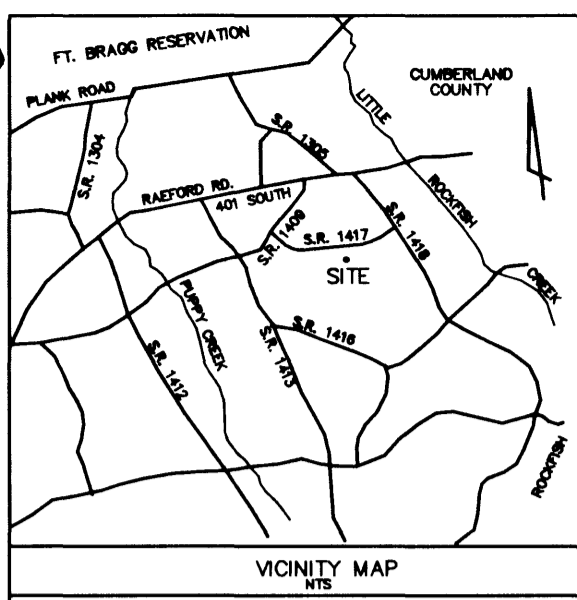 FT. BRAGG RESERVATION
PLANK ROAD
CUMBERLAND
COUNTY
LITTLE
S.R. 1304
S.R. 1305
RAEFORD RD.
401 SOUTH
ROCKFISH
S.R. 1409
S.R. 1417
S.R. 1418
SITE
CREEK
PUPPY CREEK
S.R. 1416
S.R. 1412
S.R. 1413
ROCKFISH
VICINITY MAP
NTS